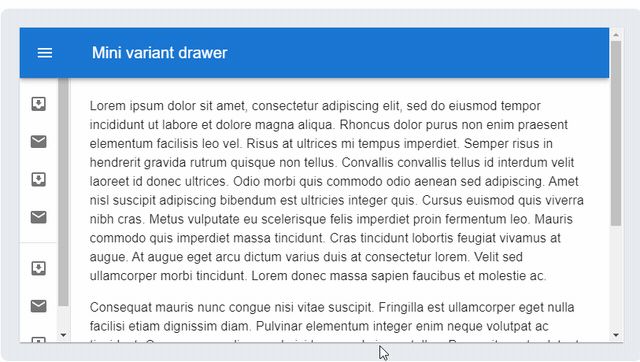 Mini variant drawer
Lorem ipsum dolor sit amet, consectetur adipiscing elit, sed do eiusmod tempor
incididunt ut labore et dolore magna aliqua. Rhoncus dolor purus non enim praesent
elementum facilisis leo vel. Risus at ultrices mi tempus imperdiet. Semper risus in
hendrerit gravida rutrum quisque non tellus. Convallis convallis tellus id interdum velit
laoreet id donec ultrices. Odio morbi quis commodo odio aenean sed adipiscing. Amet
nisl suscipit adipiscing bibendum est ultricies integer quis. Cursus euismod quis viverra
nibh cras. Metus vulputate eu scelerisque felis imperdiet proin fermentum leo. Mauris
commodo quis imperdiet massa tincidunt. Cras tincidunt lobortis feugiat vivamus at
augue. At augue eget arcu dictum varius duis at consectetur lorem. Velit sed
ullamcorper morbi tincidunt. Lorem donec massa sapien faucibus et molestie ac.
Consequat mauris nunc congue nisi vitae suscipit. Fringilla est ullamcorper eget nulla
facilisi etiam dignissim diam. Pulvinar elementum integer enim neque volutpat ac